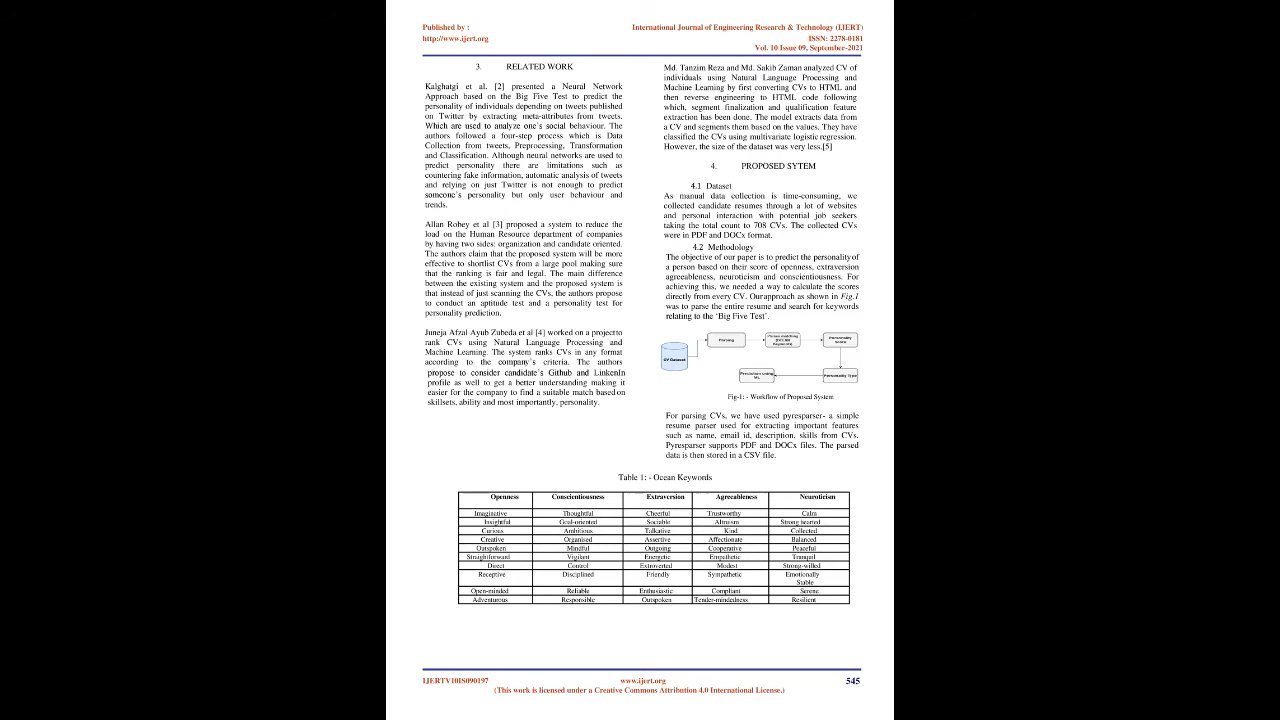 Published by :
http://www.ijert.org
International Journal of Engineering Research & Technology (IJERT)
ISSN: 2278-0181
Vol. 10 Issue 09, September-2021
3. RELATED WORK
Kalghatgi et al. [2] presented a Neural Network
Approach based on the Big Five Test to predict the
personality of individuals depending on tweets published
on Twitter by extracting meta-attributes from tweets.
Which are used to analyze one's social behaviour. The
authors followed a four-step process which is Data
Collection from tweets, Preprocessing, Transformation
and Classification. Although neural networks are used to
predict personality there are limitations such as
countering fake information, automatic analysis of tweets
and relying on just Twitter is not enough to predict
someone's personality but only user behaviour and
trends.
Allan Robey et al [3] proposed a system to reduce the
load on the Human Resource department of companies
by having two sides: organization and candidate oriented.
The authors claim that the proposed system will be more
effective to shortlist CVs from a large pool making sure
that the ranking is fair and legal. The main difference
between the existing system and the proposed system is
that instead of just scanning the CVs, the authors propose
to conduct an aptitude test and a personality test for
personality prediction.
Juneja Afzal Ayub Zubeda et al [4] worked on a project to
rank CVs using Natural Language Processing and
Machine Learning. The system ranks CVs in any format
according to the company's criteria. The authors
propose to consider candidate's Github and LinkenIn
profile as well to get a better understanding making it
easier for the company to find a suitable match based on
skillsets, ability and most importantly, personality.
Md. Tanzim Reza and Md. Sakib Zaman analyzed CV of
individuals using Natural Language Processing and
Machine Learning by first converting CVs to HTML and
then reverse engineering to HTML code following
which, segment finalization and qualification feature
extraction has been done. The model extracts data from
a CV and segments them based on the values. They have
classified the CVs using multivariate logistic regression.
However, the size of the dataset was very less.[5]
4. PROPOSED SYTEM
4.1 Dataset
As manual data collection is time-consuming, we
collected candidate resumes through a lot of websites
and personal interaction with potential job seekers
taking the total count to 708 CVs. The collected CVs
were in PDF and DOCx format.
4.2 Methodology
The objective of our paper is to predict the personality of
a person based on their score of openness, extraversion
agreeableness, neuroticism and conscientiousness. For
achieving this, we needed a way to calculate the scores
directly from every CV. Our approach as shown in Fig.1
was to parse the entire resume and search for keywords
relating to the 'Big Five Test'.
CV Dataset
Parsing
Phrase matching
(OCEAN
Keywords)
Personality
Score
Prediction using
ML
Personality Type
Fig-1: - Workflow of Proposed System
For parsing CVs, we have used pyresparser- a simple
resume parser used for extracting important features
such as name, email id, description, skills from CVs.
Pyresparser supports PDF and DOCx files. The parsed
data is then stored in a CSV file.
Table 1: - Ocean Keywords
Openness Conscientiousness Extraversion Agreeableness Neuroticism
Imaginative Thoughtful Cheerful Trustworthy Calm
Insightful Goal-oriented Sociable Altruism Strong hearted
Curious Ambitious Talkative Kind Collected
Creative Organised Assertive Affectionate Balanced
Outspoken Mindful Outgoing Cooperative Peaceful
Straightforward Vigilant Energetic Empathetic Tranquil
Direct Control Extroverted Modest Strong-willed
Receptive Disciplined Friendly Sympathetic Emotionally
Stable
Open-minded Reliable Enthusiastic Compliant Serene
Adventurous Responsible Outspoken Tender-mindedness Resilient
IJERTV10IS090197
www.ijert.org
545
(This work is licensed under a Creative Commons Attribution 4.0 International License.)